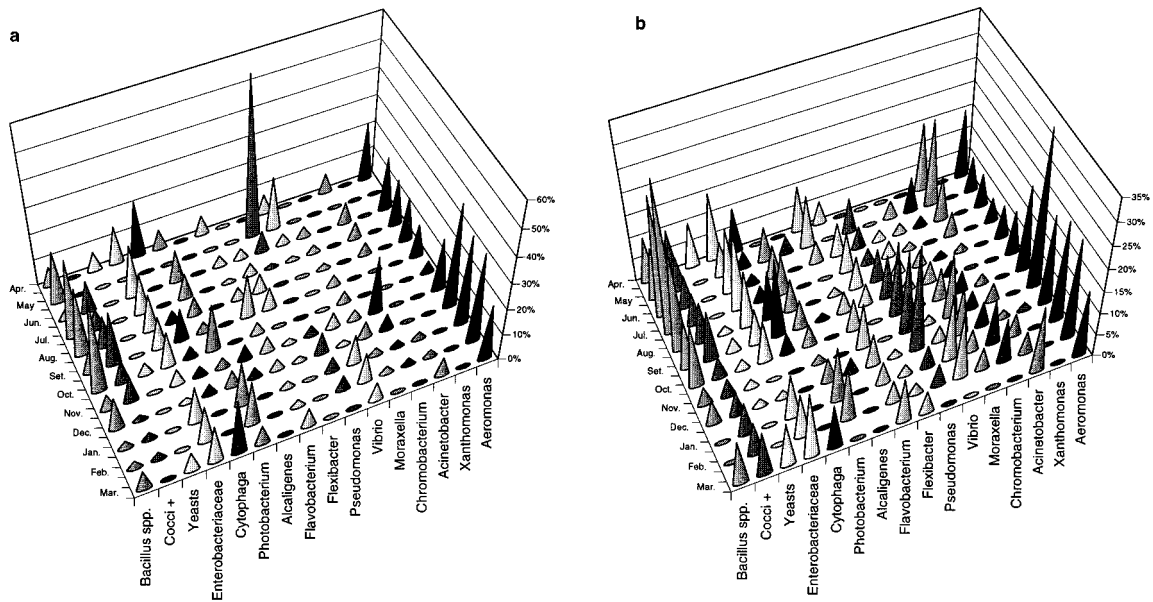 a
60%
50%
40%
30%
20%
10%
0%
Apr.
May
Jun.
Jul.
Aug.
Set.
Oct.
Nov.
Dec.
Jan.
Feb.
Mar.
Bacillus spp.
Cocci +
Yeasts
Enterobacteriaceae
Cytophaga
Photobacterium
Alcaligenes
Flavobacterium
Flexibacter
Pseudomonas
Vibrio
Moraxella
Chromobacterium
Acinetobacter
Xanthomonas
Aeromonas
b
35%
30%
25%
20%
15%
10%
5%
0%
Apr.
May
Jun.
Jul.
Aug.
Set.
Oct.
Nov.
Dec.
Jan.
Feb.
Mar.
Bacillus spp.
Cocci +
Yeasts
Enterobacteriaceae
Cytophaga
Photobacterium
Alcaligenes
Flavobacterium
Flexibacter
Pseudomonas
Vibrio
Moraxella
Chromobacterium
Acinetobacter
Xanthomonas
Aeromonas